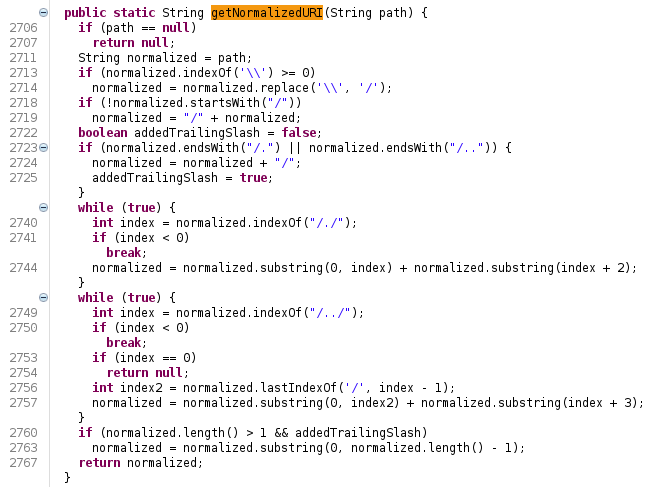 public static String getNormalizedURI(String path) {
2706 if (path == null)
2707 return null;
2711 String normalized = path;
2713 if (normalized.indexOf('\\') >= 0)
2714 normalized = normalized.replace('\\', '/');
2718 if (!normalized.startsWith("/"))
2719 normalized = "/" + normalized;
2722 boolean addedTrailingSlash = false;
2723 if (normalized.endsWith("/.") || normalized.endsWith("/..")) {
2724 normalized = normalized + "/";
2725 addedTrailingSlash = true;
}
while (true) {
2740 int index = normalized.indexOf("/./");
2741 if (index < 0)
break;
2744 normalized = normalized.substring(0, index) + normalized.substring(index + 2);
}
while (true) {
2749 int index = normalized.indexOf("/../");
2750 if (index < 0)
break;
2753 if (index == 0)
2754 return null;
2756 int index2 = normalized.lastIndexOf('/', index - 1);
2757 normalized = normalized.substring(0, index2) + normalized.substring(index + 3);
}
2760 if (normalized.length() > 1 && addedTrailingSlash)
2763 normalized = normalized.substring(0, normalized.length() - 1);
2767 return normalized;
}